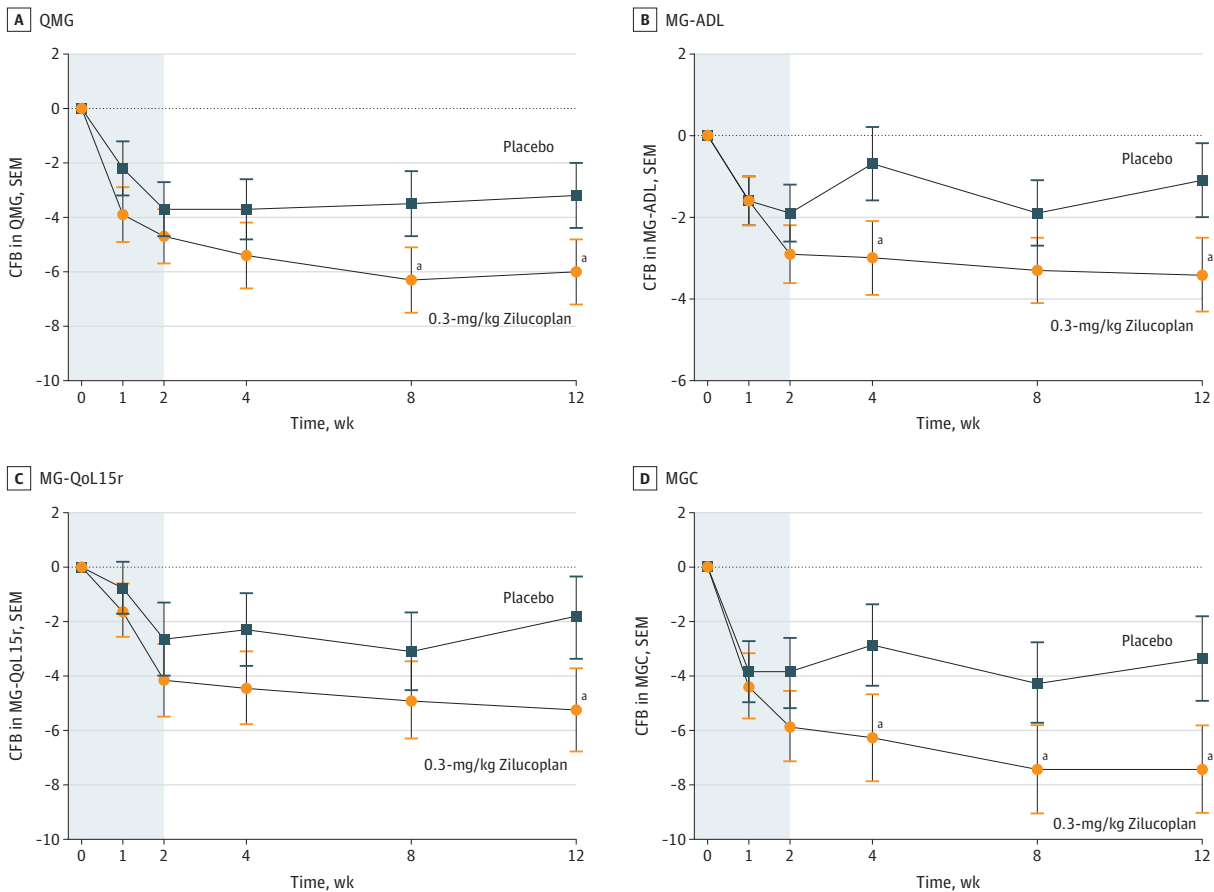 A QMG
2
0
-2
-4
-6
-8
-10
CFB in QMG, SEM
Placebo
a
a
0.3-mg/kg Zilucoplan
0 1 2 4 8 12
Time, wk
B MG-ADL
2
0
-2
-4
-6
CFB in MG-ADL, SEM
Placebo
a
a
0.3-mg/kg Zilucoplan
0 1 2 4 8 12
Time, wk
C MG-QoL15r
2
0
-2
-4
-6
-8
-10
CFB in MG-QoL15r, SEM
Placebo
a
0.3-mg/kg Zilucoplan
0 1 2 4 8 12
Time, wk
D MGC
2
0
-2
-4
-6
-8
-10
CFB in MGC, SEM
Placebo
a
a
a
0.3-mg/kg Zilucoplan
0 1 2 4 8 12
Time, wk